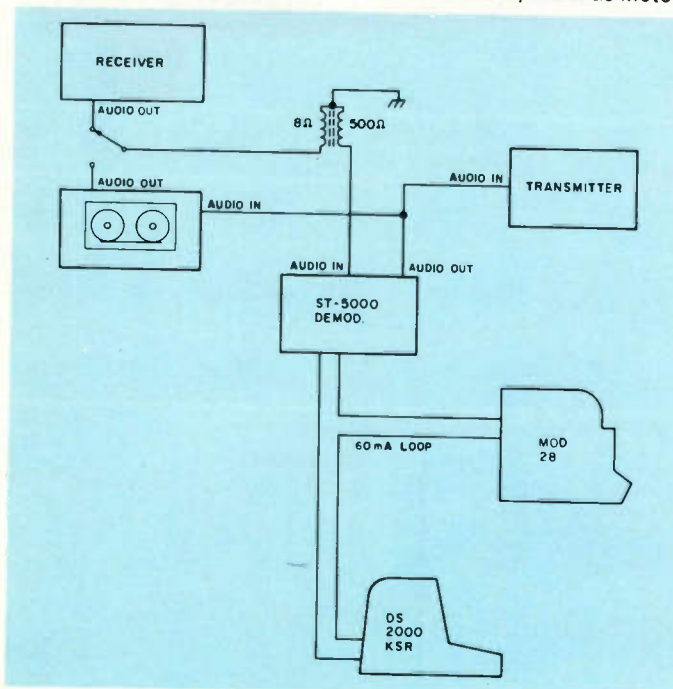 RECEIVER
AUDIO OUT
8Ω 500Ω
AUDIO OUT
AUDIO IN
AUDIO IN
TRANSMITTER
AUDIO IN
AUDIO OUT
ST-5000
DEMOD.
MOD
28
60mA LOOP
DS
2000
KSR